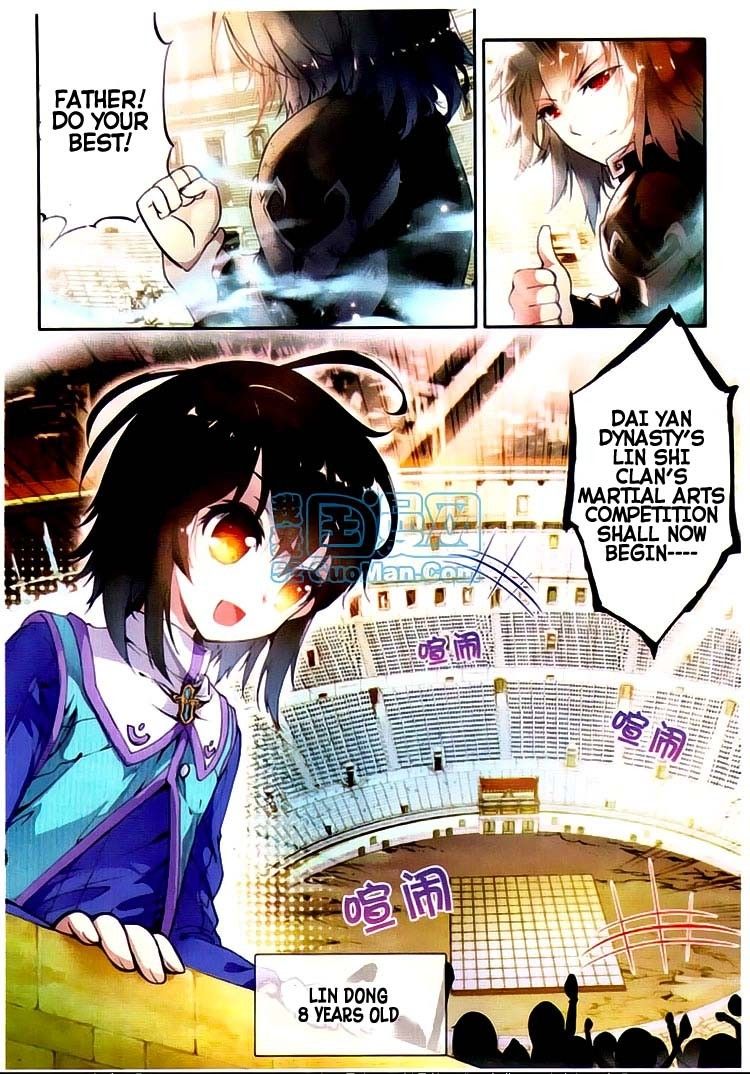 FATHER!
DO YOUR
BEST!
DAI YAN
DYNASTY'S
LIN SHI
CLAN'S
MARTIAL ARTS
COMPETITION
SHALL NOW
BEGIN----
喧闹
喧闹
喧闹
LIN DONG
8 YEARS OLD